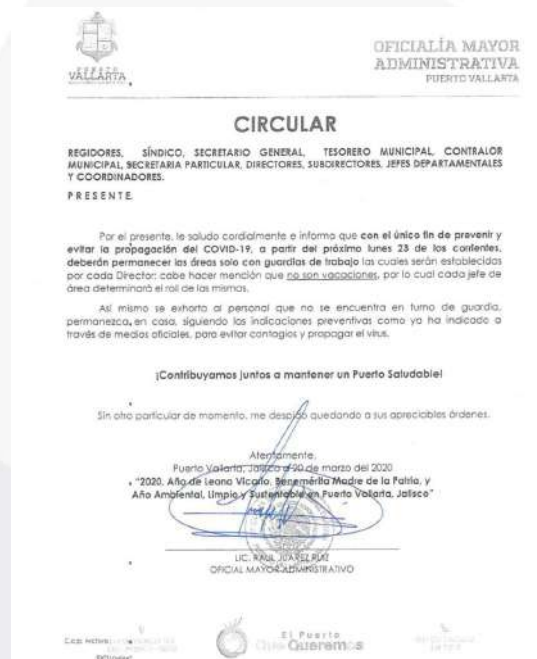 PUERTO
VALLARTA
OFICIALÍA MAYOR
ADMINISTRATIVA
PUERTO VALLARTA
CIRCULAR
REGIDORES, SÍNDICO, SECRETARIO GENERAL, TESORERO MUNICIPAL, CONTRALOR
MUNICIPAL, SECRETARIA PARTICULAR, DIRECTORES, SUBDIRECTORES, JEFES DEPARTAMENTALES
Y COORDINADORES.
PRESENTE.
Por el presente, le saludo cordialmente e informo que con el único fin de prevenir y
evitar la propagación del COVID-19, a partir del próximo lunes 23 de los corrientes,
deberán permanecer las áreas solo con guardias de trabajo las cuales serán establecidas
por cada Director; cabe hacer mención que no son vacaciones, por lo cual cada jefe de
área determinará el rol de las mismas.
Así mismo se exhorta al personal que no se encuentra en turno de guardia,
permanezca, en casa, siguiendo las indicaciones preventivas como ya ha indicado a
través de medios oficiales, para evitar contagios y propagar el virus.
¡Contribuyamos juntos a mantener un Puerto Saludable!
Sin otro particular de momento, me despido quedando a sus apreciables órdenes.
Atentamente.
Puerto Vallarta, Jalisco a 20 de marzo del 2020
"2020, Año de Leona Vicario, Benemérita Madre de la Patria, y
Año Ambiental, Limpio y Sustentable en Puerto Vallarta, Jalisco"
LIC. RAUL JUAREZ RUIZ
OFICIAL MAYOR ADMINISTRATIVO
C.c.p. Archivo
El Puerto
Que Queremos